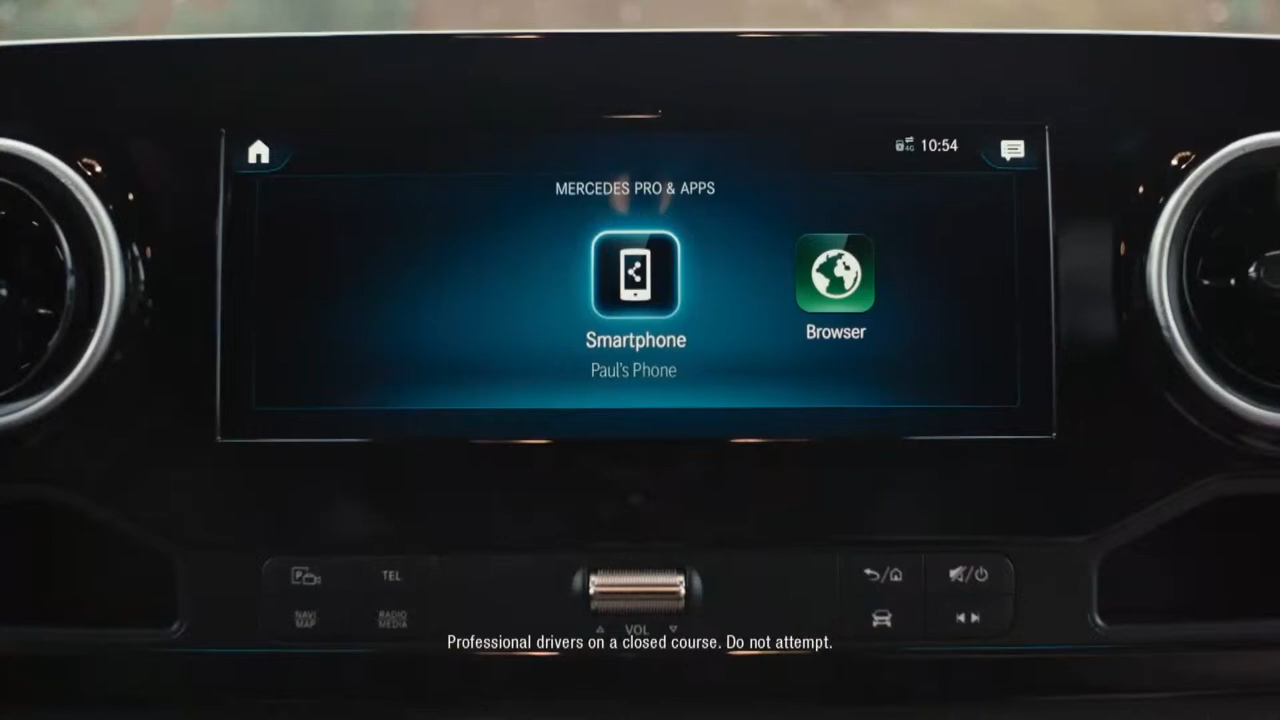 4G 10:54
MERCEDES PRO & APPS
Smartphone
Paul's Phone
Browser
P
TEL
NAVI
MAP
RADIO
MEDIA
VOL
Professional drivers on a closed course. Do not attempt.